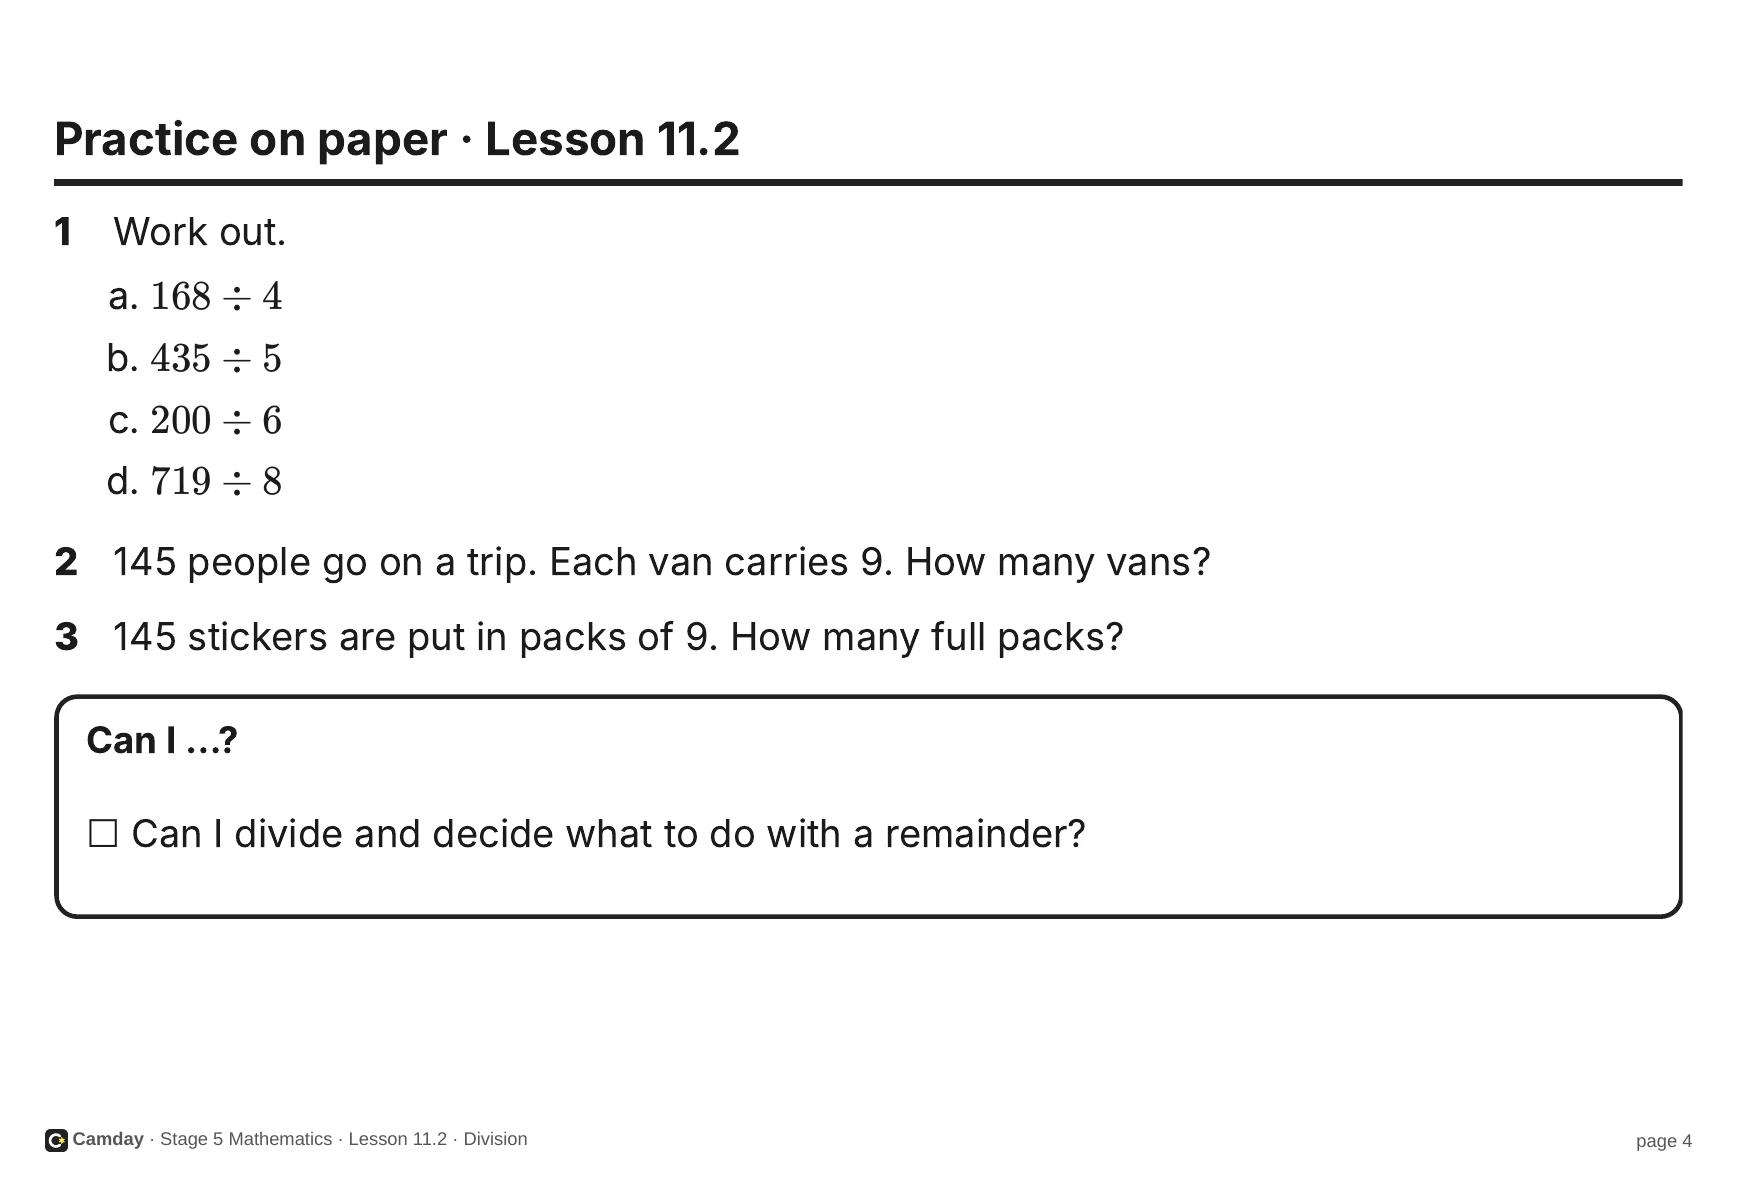 Practice on paper · Lesson 11.2
1 Work out.
a. 168 ÷ 4
b. 435 ÷ 5
c. 200 ÷ 6
d. 719 ÷ 8
2 145 people go on a trip. Each van carries 9. How many vans?
3 145 stickers are put in packs of 9. How many full packs?
Can I ...?
☐ Can I divide and decide what to do with a remainder?
Camday · Stage 5 Mathematics · Lesson 11.2 · Division
page 4